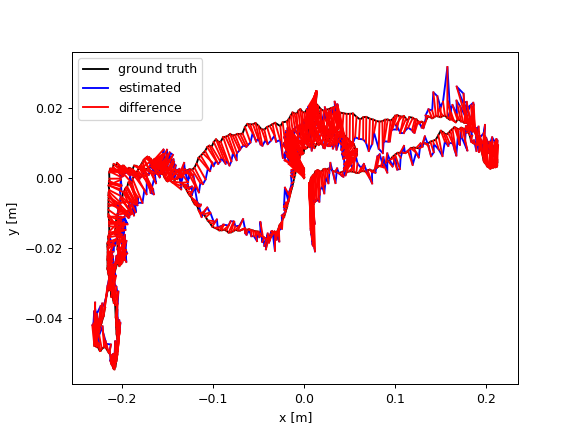 ground truth
estimated
difference
0.02
0.00
−0.02
−0.04
y [m]
−0.2
−0.1
0.0
0.1
0.2
x [m]